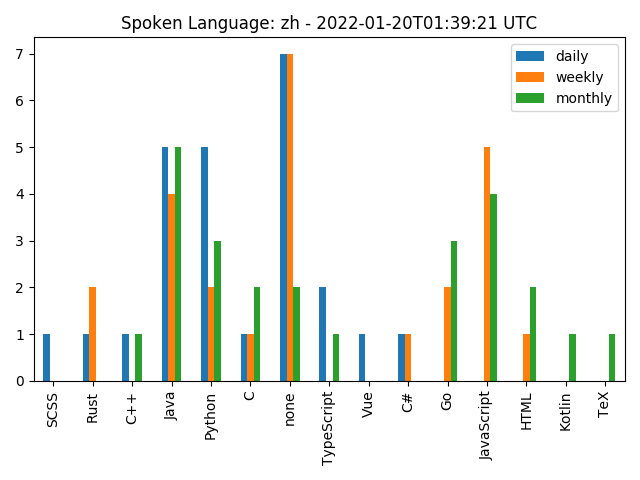 Spoken Language: zh - 2022-01-20T01:39:21 UTC
daily
weekly
monthly
7
6
5
4
3
2
1
0
SCSS
Rust
C++
Java
Python
C
none
TypeScript
Vue
C#
Go
JavaScript
HTML
Kotlin
TeX